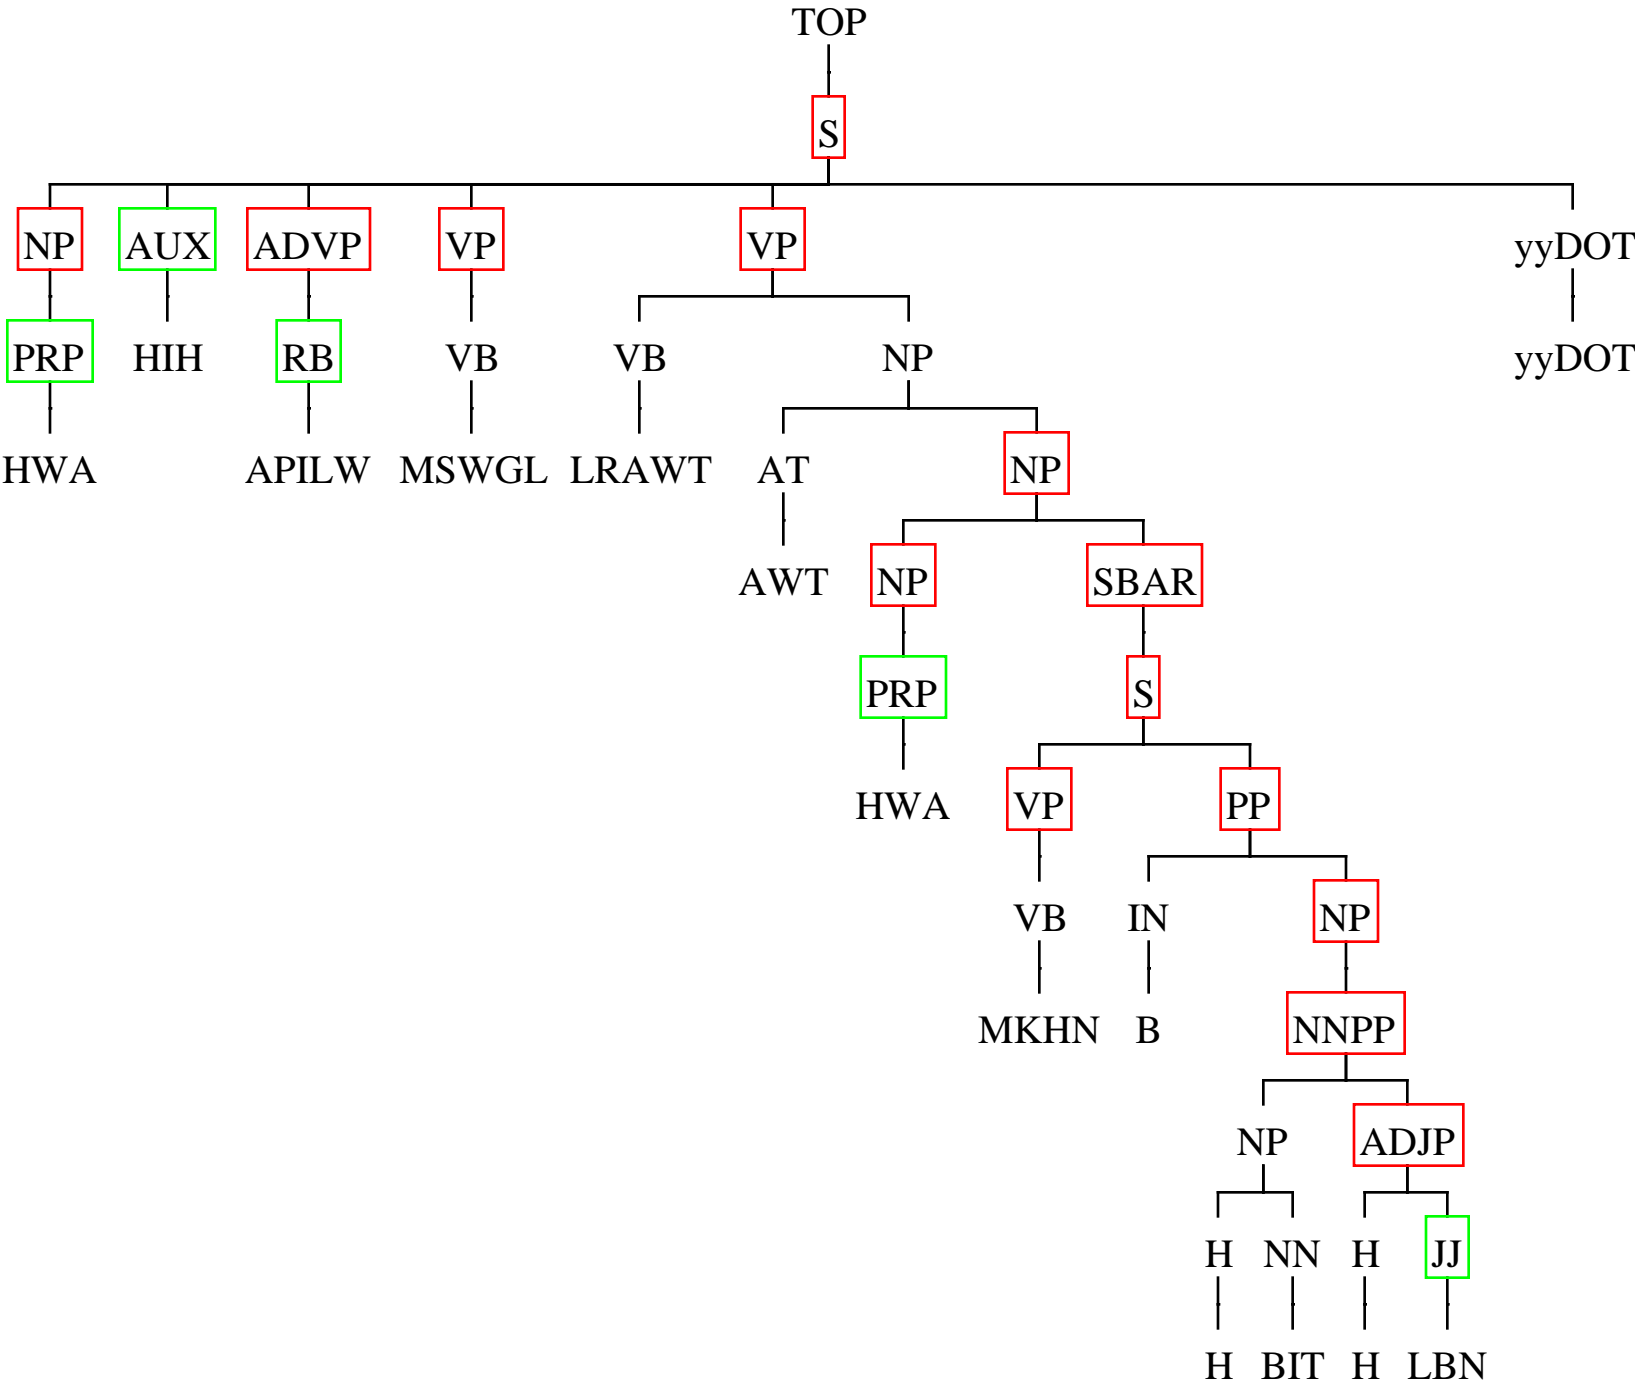 TOP
S
NP AUX ADVP VP VP yyDOT
PRP HIH RB VB VB NP yyDOT
HWA APILW MSWGL LRAWT AT NP
AWT NP SBAR
PRP S
HWA VP PP
VB IN NP
MKHN B NNPP
NP ADJP
H NN H JJ
H BIT H LBN